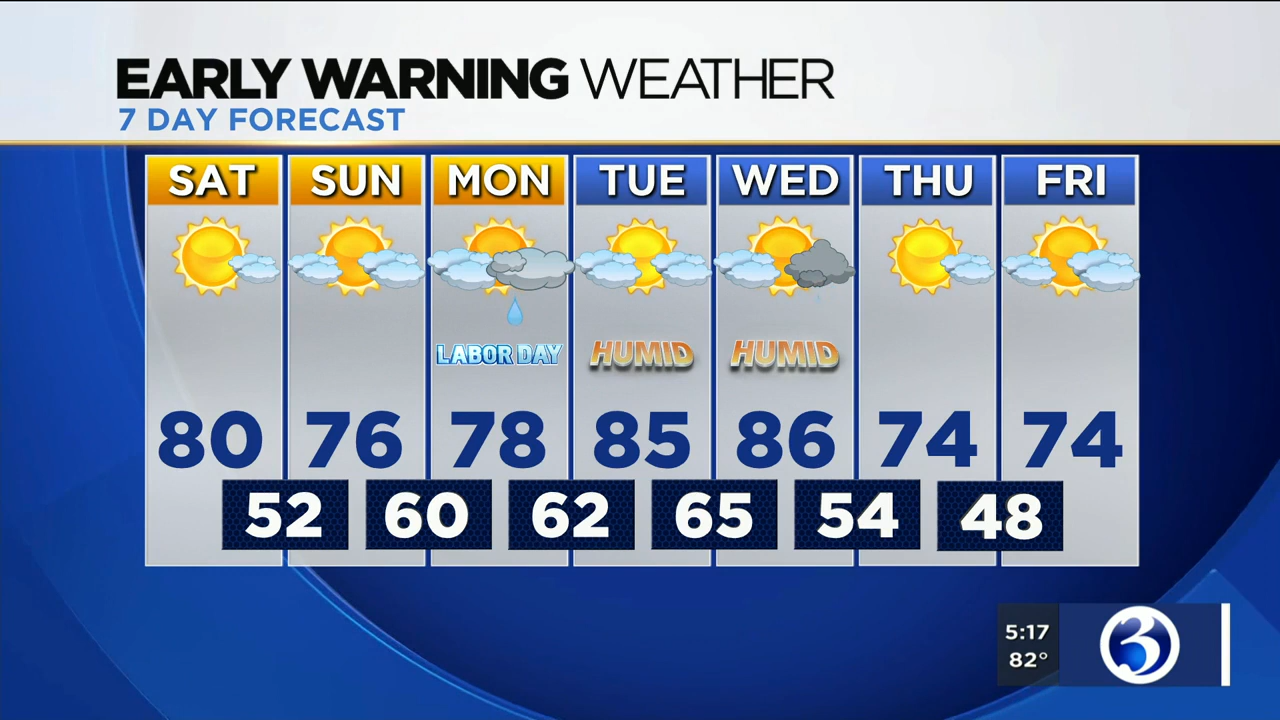 EARLY WARNING WEATHER
7 DAY FORECAST
SAT SUN MON TUE WED THU FRI
LABOR DAY HUMID HUMID
80 76 78 85 86 74 74
52 60 62 65 54 48
5:17
82°
3